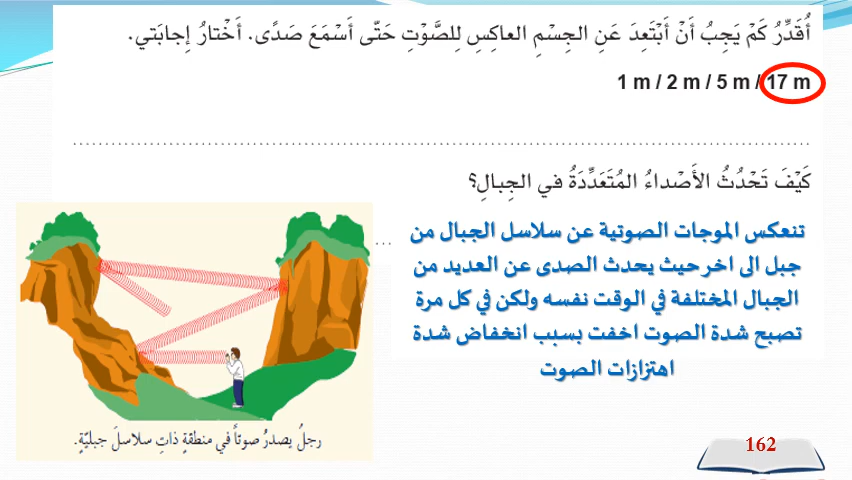 أُقَدِّرُ كَمْ يَجِبُ أَنْ أَبْتَعِدَ عَنِ الجِسْمِ العاكِسِ لِلصَّوْتِ حَتّى أَسْمَعَ صَدًى. أَخْتارُ إِجابَتي.
1 m / 2 m / 5 m / 17 m
كَيْفَ تَحْدُثُ الأَصْداءُ المُتَعَدِّدَةُ في الجِبالِ؟
تنعكس الموجات الصوتية عن سلاسل الجبال من
جبل الى اخر حيث يحدث الصدى عن العديد من
الجبال المختلفة في الوقت نفسه ولكن في كل مرة
تصبح شدة الصوت اخفت بسبب انخفاض شدة
اهتزازات الصوت
رجلُ يصدرُ صوتاً في منطقةٍ ذاتِ سلاسلَ جبليّةٍ.
162